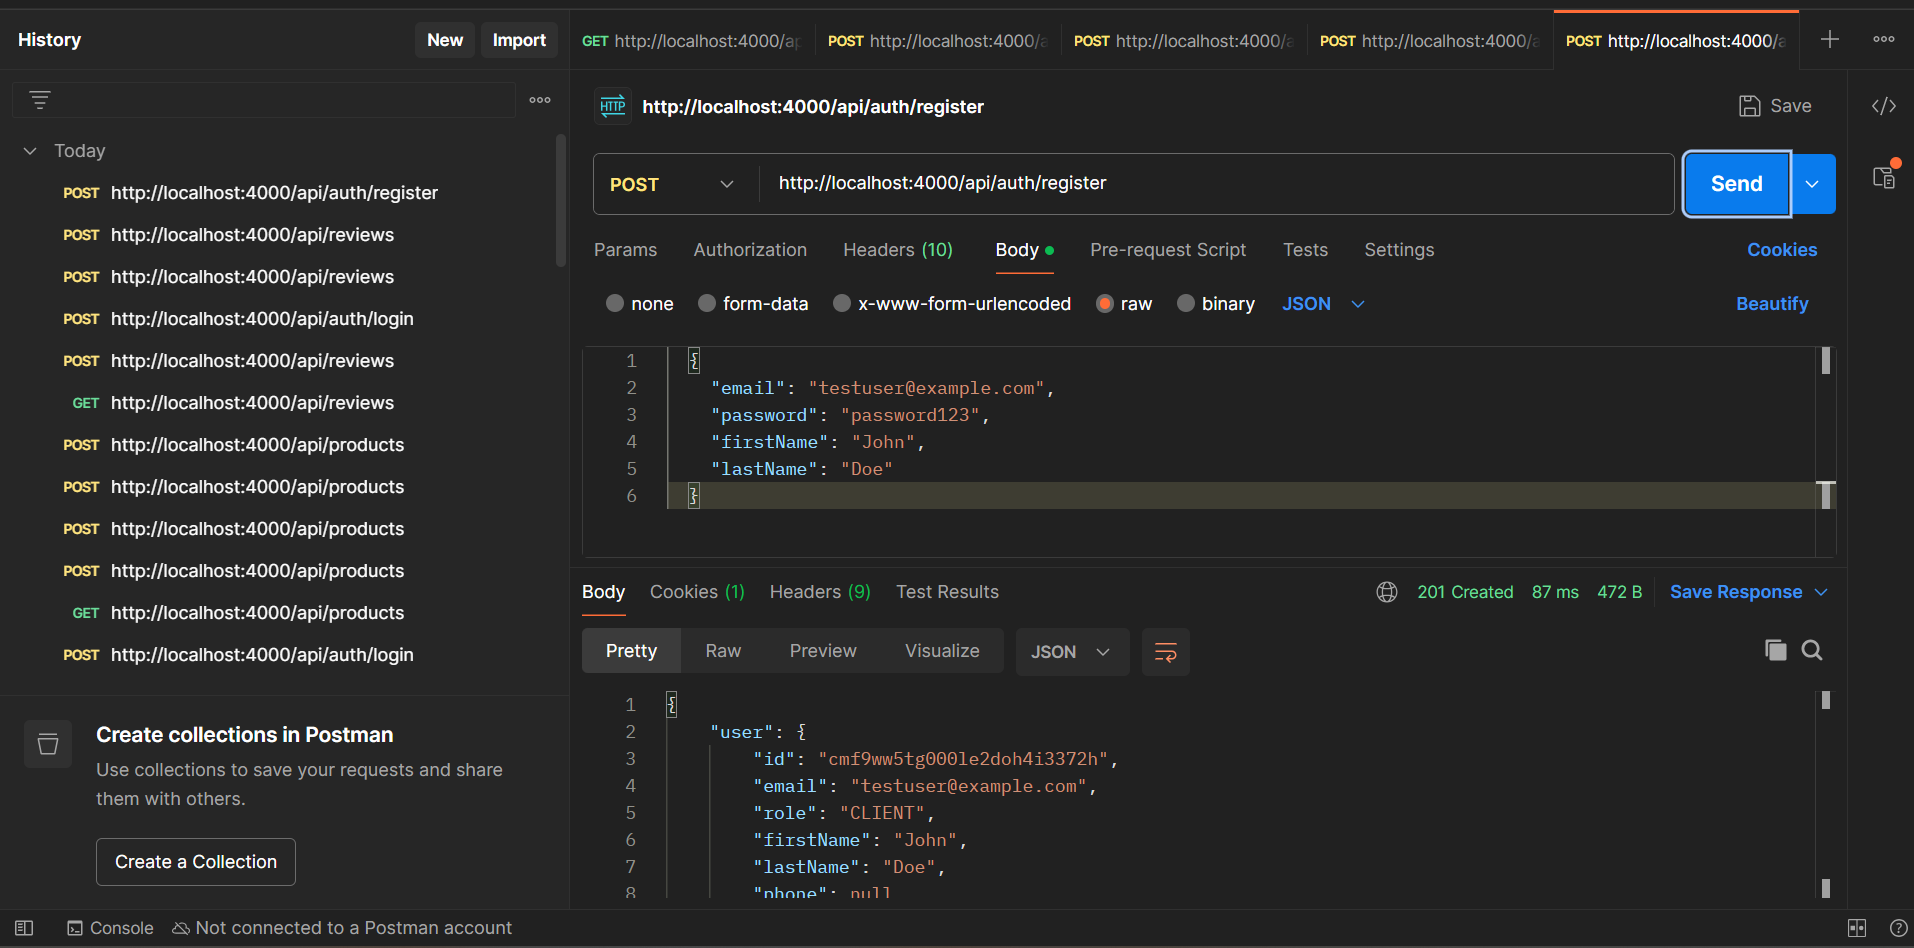 History
New
Import
GET http://localhost:4000/ap
POST http://localhost:4000/a
POST http://localhost:4000/a
POST http://localhost:4000/a
POST http://localhost:4000/a
HTTP http://localhost:4000/api/auth/register
Save
Today
POST http://localhost:4000/api/auth/register
POST http://localhost:4000/api/reviews
POST http://localhost:4000/api/reviews
POST http://localhost:4000/api/auth/login
POST http://localhost:4000/api/reviews
GET http://localhost:4000/api/reviews
POST http://localhost:4000/api/products
POST http://localhost:4000/api/products
POST http://localhost:4000/api/products
POST http://localhost:4000/api/products
GET http://localhost:4000/api/products
POST http://localhost:4000/api/auth/login
Create collections in Postman
Use collections to save your requests and share
them with others.
Create a Collection
POST http://localhost:4000/api/auth/register
Send
Params Authorization Headers (10) Body Pre-request Script Tests Settings Cookies
none form-data x-www-form-urlencoded raw binary JSON Beautify
1 {
2 "email": "testuser@example.com",
3 "password": "password123",
4 "firstName": "John",
5 "lastName": "Doe"
6 }
Body Cookies (1) Headers (9) Test Results 201 Created 87 ms 472 B Save Response
Pretty Raw Preview Visualize JSON
1 {
2 "user": {
3 "id": "cmf9ww5tg000le2doh4i3372h",
4 "email": "testuser@example.com",
5 "role": "CLIENT",
6 "firstName": "John",
7 "lastName": "Doe",
8 "phone": null
Console Not connected to a Postman account